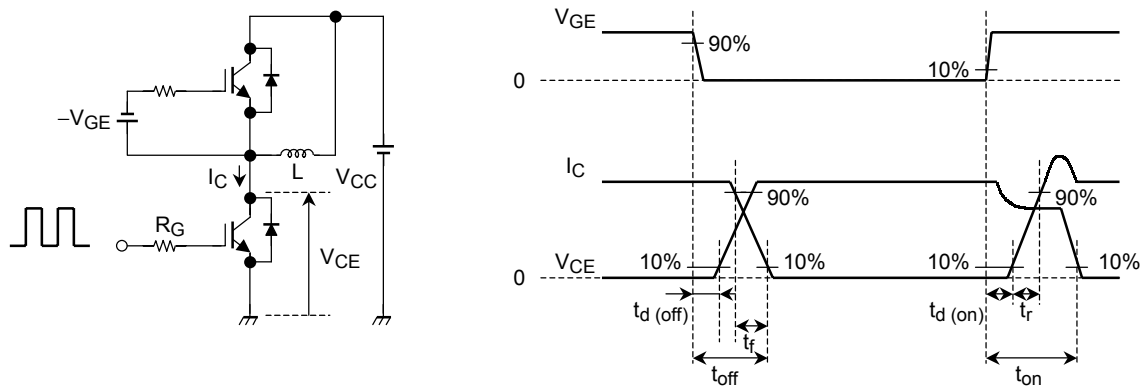 –VGE
IC
L
VCC
RG
VCE
VGE
90%
0
10%
IC
90%
VCE
10%
10%
10%
10%
0
td (off)
tf
toff
td (on)
tr
ton